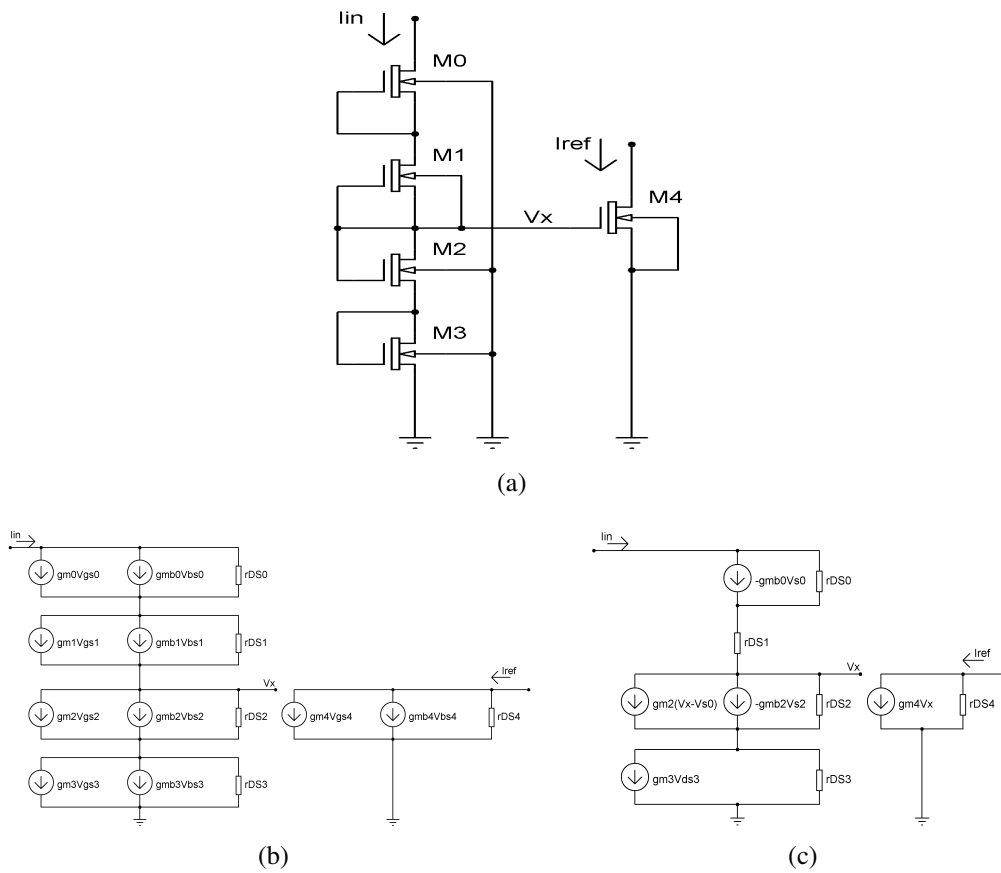 Iin
M0
Iref
M1
M4
Vx
M2
M3
(a)
Iin
gm0Vgs0
gmb0Vbs0
rDS0
gm1Vgs1
gmb1Vbs1
rDS1
Vx
Iref
gm2Vgs2
gmb2Vbs2
rDS2
gm4Vgs4
gmb4Vbs4
rDS4
gm3Vgs3
gmb3Vbs3
rDS3
(b)
Iin
-gmb0Vs0
rDS0
rDS1
Vx
Iref
gm2(Vx-Vs0)
-gmb2Vs2
rDS2
gm4Vx
rDS4
gm3Vds3
rDS3
(c)